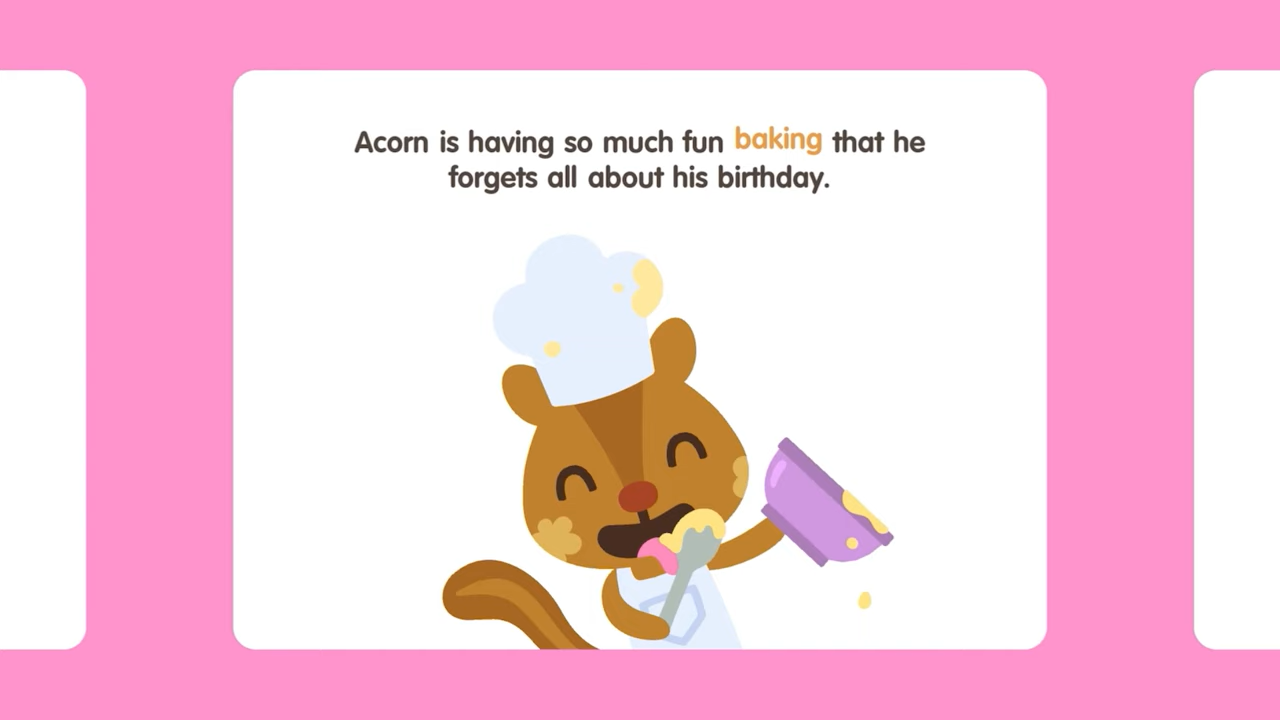 Acorn is having so much fun baking that he
forgets all about his birthday.